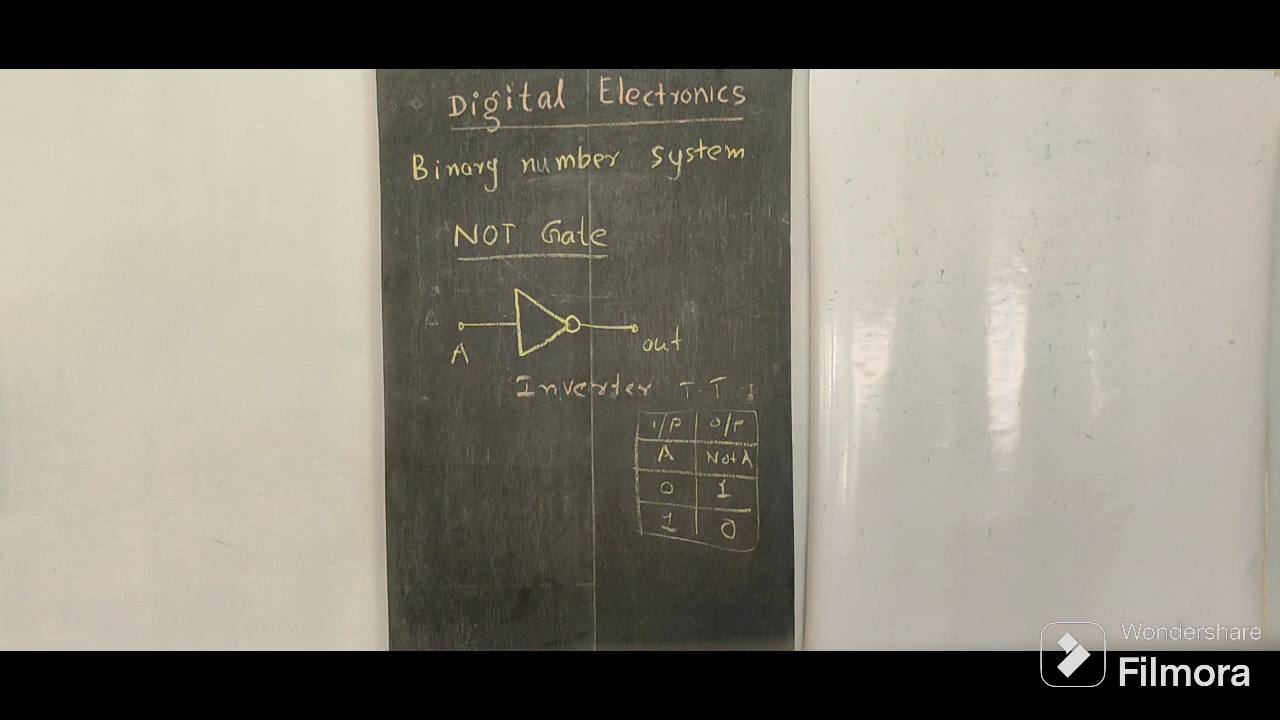 Digital Electronics
Binary number system
NOT Gate
A
out
Inverter T.T
I/P O/P
A Not A
0 1
1 0
Wondershare
Filmora